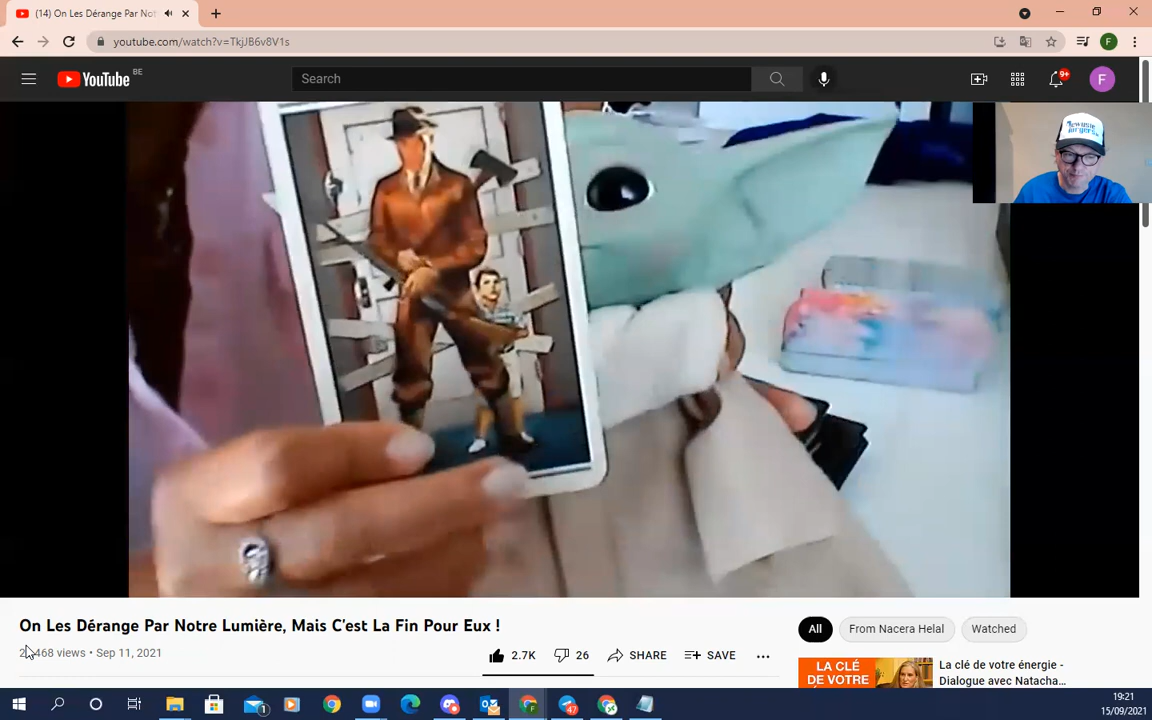 (14) On Les Dérange Par Not
youtube.com/watch?v=TkjJB6v8V1s
F
YouTube BE
Search
9+
F
On Les Dérange Par Notre Lumière, Mais C'est La Fin Pour Eux !
468 views • Sep 11, 2021
2.7K
26
SHARE
SAVE
All
From Nacera Helal
Watched
LA CLÉ
DE VOTRE
La clé de votre énergie -
Dialogue avec Natacha...
1
47
19:21
15/09/2021